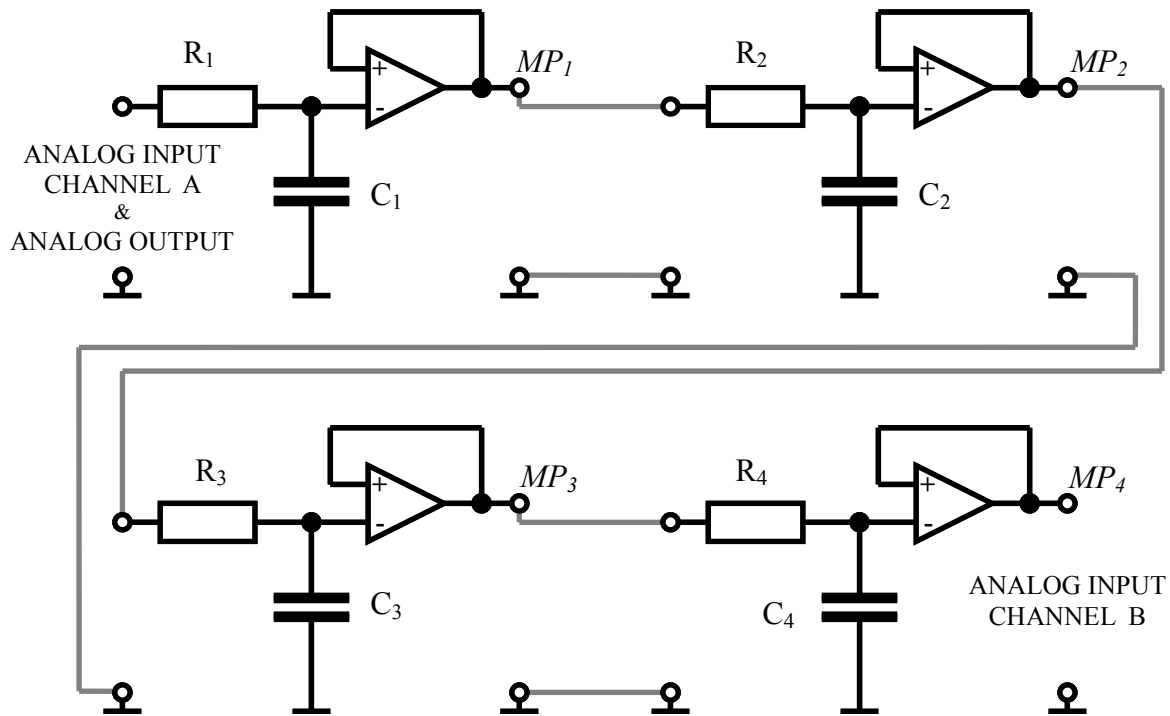 R1
+
-
MP1
R2
+
-
MP2
ANALOG INPUT
CHANNEL A
&
ANALOG OUTPUT
C1
C2
R3
+
-
MP3
R4
+
-
MP4
C3
C4
ANALOG INPUT
CHANNEL B